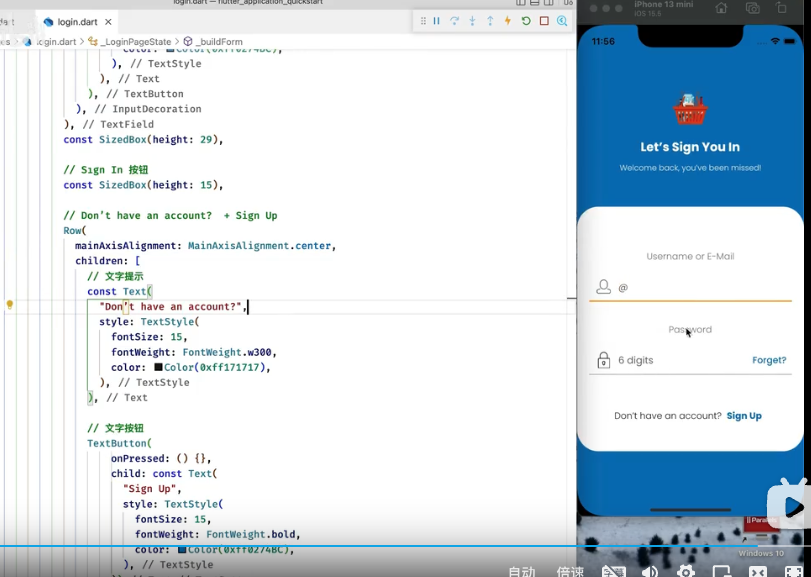 login.dart — flutter_application_quickstart
login.dart ×
login.dart > _LoginPageState > _buildForm
color: Color(0xff0274BC),
), // TextStyle
), // Text
), // TextButton
), // InputDecoration
), // TextField
const SizedBox(height: 29),
// Sign In 按钮
const SizedBox(height: 15),
// Don't have an account?  + Sign Up
Row(
mainAxisAlignment: MainAxisAlignment.center,
children: [
// 文字提示
const Text(
"Don't have an account?",
style: TextStyle(
fontSize: 15,
fontWeight: FontWeight.w300,
color: Color(0xff171717),
), // TextStyle
), // Text
// 文字按钮
TextButton(
onPressed: () {},
child: const Text(
"Sign Up",
style: TextStyle(
fontSize: 15,
fontWeight: FontWeight.bold,
color: Color(0xff0274BC),
), // TextStyle
iPhone 13 mini
iOS 15.5
11:56
Let's Sign You In
Welcome back, you've been missed!
Username or E-Mail
@
Password
6 digits
Forget?
Don't have an account? Sign Up
Windows 10
自动 倍速